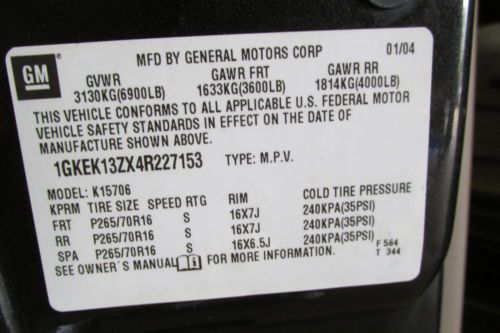 GM
MFD BY GENERAL MOTORS CORP 01/04
GVWR GAWR FRT GAWR RR
3130KG(6900LB) 1633KG(3600LB) 1814KG(4000LB)
THIS VEHICLE CONFORMS TO ALL APPLICABLE U.S. FEDERAL MOTOR
VEHICLE SAFETY STANDARDS IN EFFECT ON THE DATE OF
MANUFACTURE SHOWN ABOVE.
1GKEK13ZX4R227153 TYPE: M.P.V.
MODEL: K15706
KPRM TIRE SIZE SPEED RTG RIM COLD TIRE PRESSURE
FRT P265/70R16 S 16X7J 240KPA(35PSI)
RR P265/70R16 S 16X7J 240KPA(35PSI)
SPA P265/70R16 S 16X6.5J 240KPA(35PSI)
SEE OWNER'S MANUAL i FOR MORE INFORMATION.
F 564
T 344